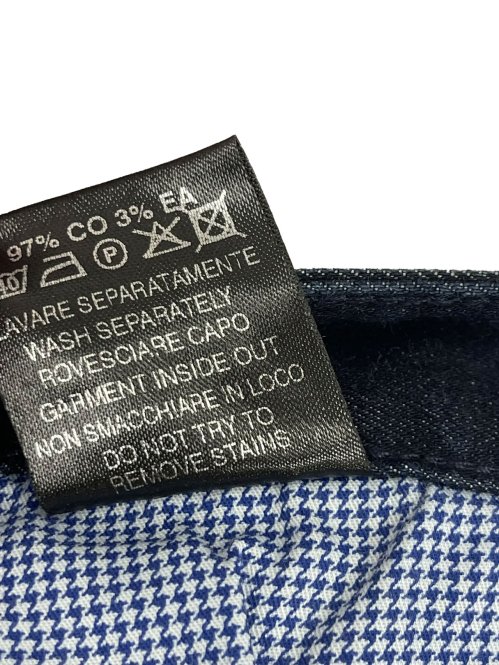 97% CO 3% EA
P
LAVARE SEPARATAMENTE
WASH SEPARATELY
ROVESCIARE CAPO
GARMENT INSIDE OUT
NON SMACCHIARE IN LOCO
DO NOT TRY TO
REMOVE STAINS